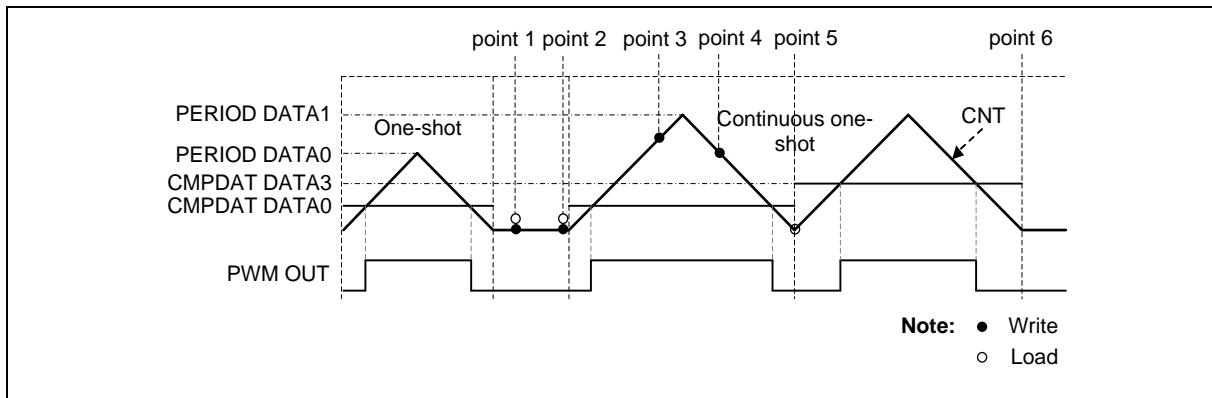 point 1 point 2 point 3 point 4 point 5 point 6
PERIOD DATA1
One-shot
Continuous one-
shot
CNT
PERIOD DATA0
CMPDAT DATA3
CMPDAT DATA0
PWM OUT
Note: ● Write
○ Load